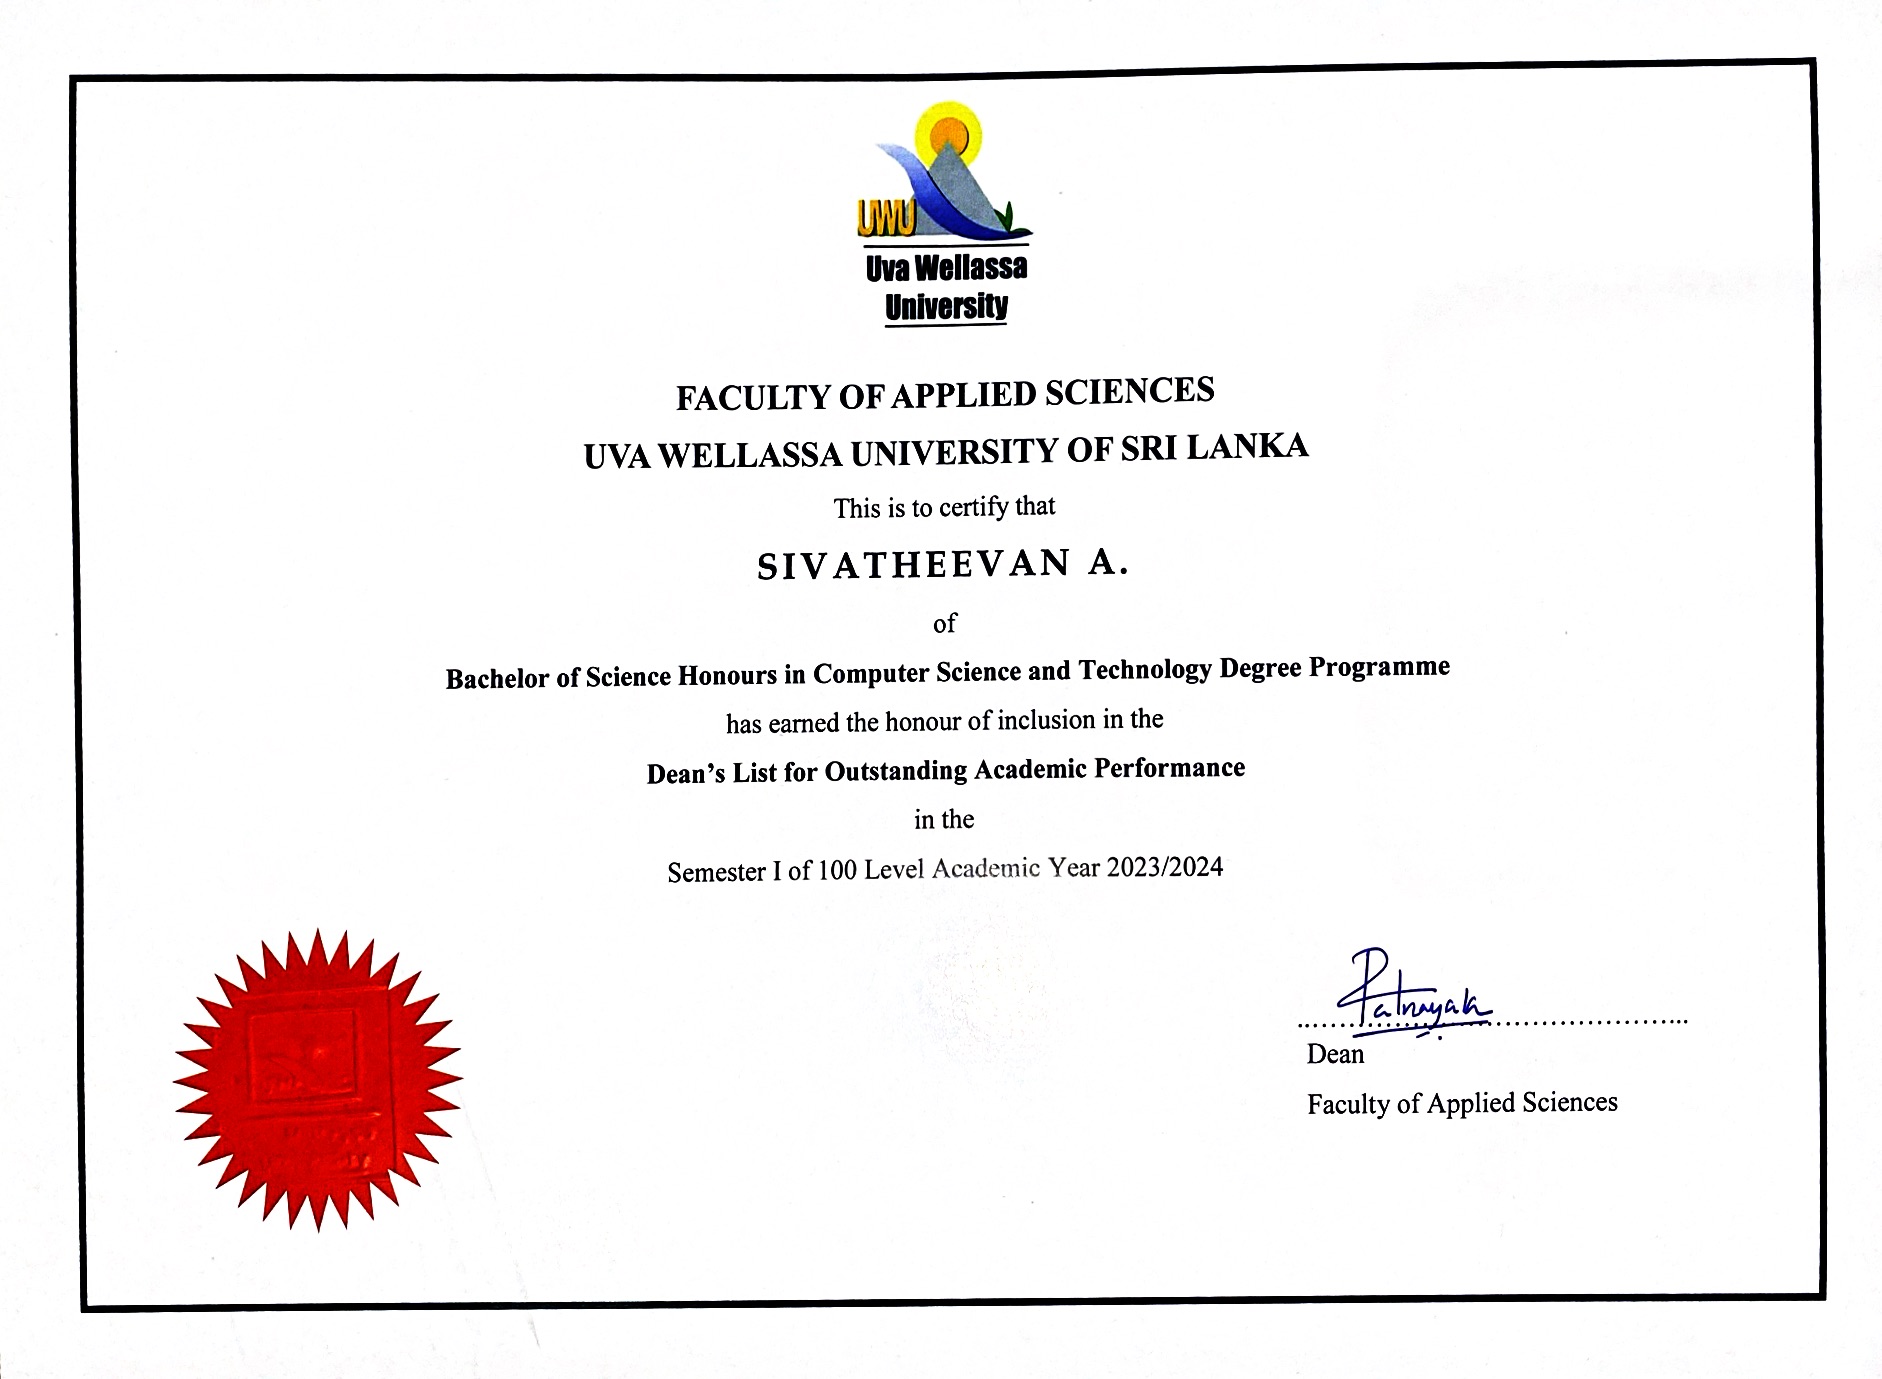 UWU
Uva Wellassa
University
FACULTY OF APPLIED SCIENCES
UVA WELLASSA UNIVERSITY OF SRI LANKA
This is to certify that
SIVATHEEVAN A.
of
Bachelor of Science Honours in Computer Science and Technology Degree Programme
has earned the honour of inclusion in the
Dean’s List for Outstanding Academic Performance
in the
Semester I of 100 Level Academic Year 2023/2024
Dean
Faculty of Applied Sciences